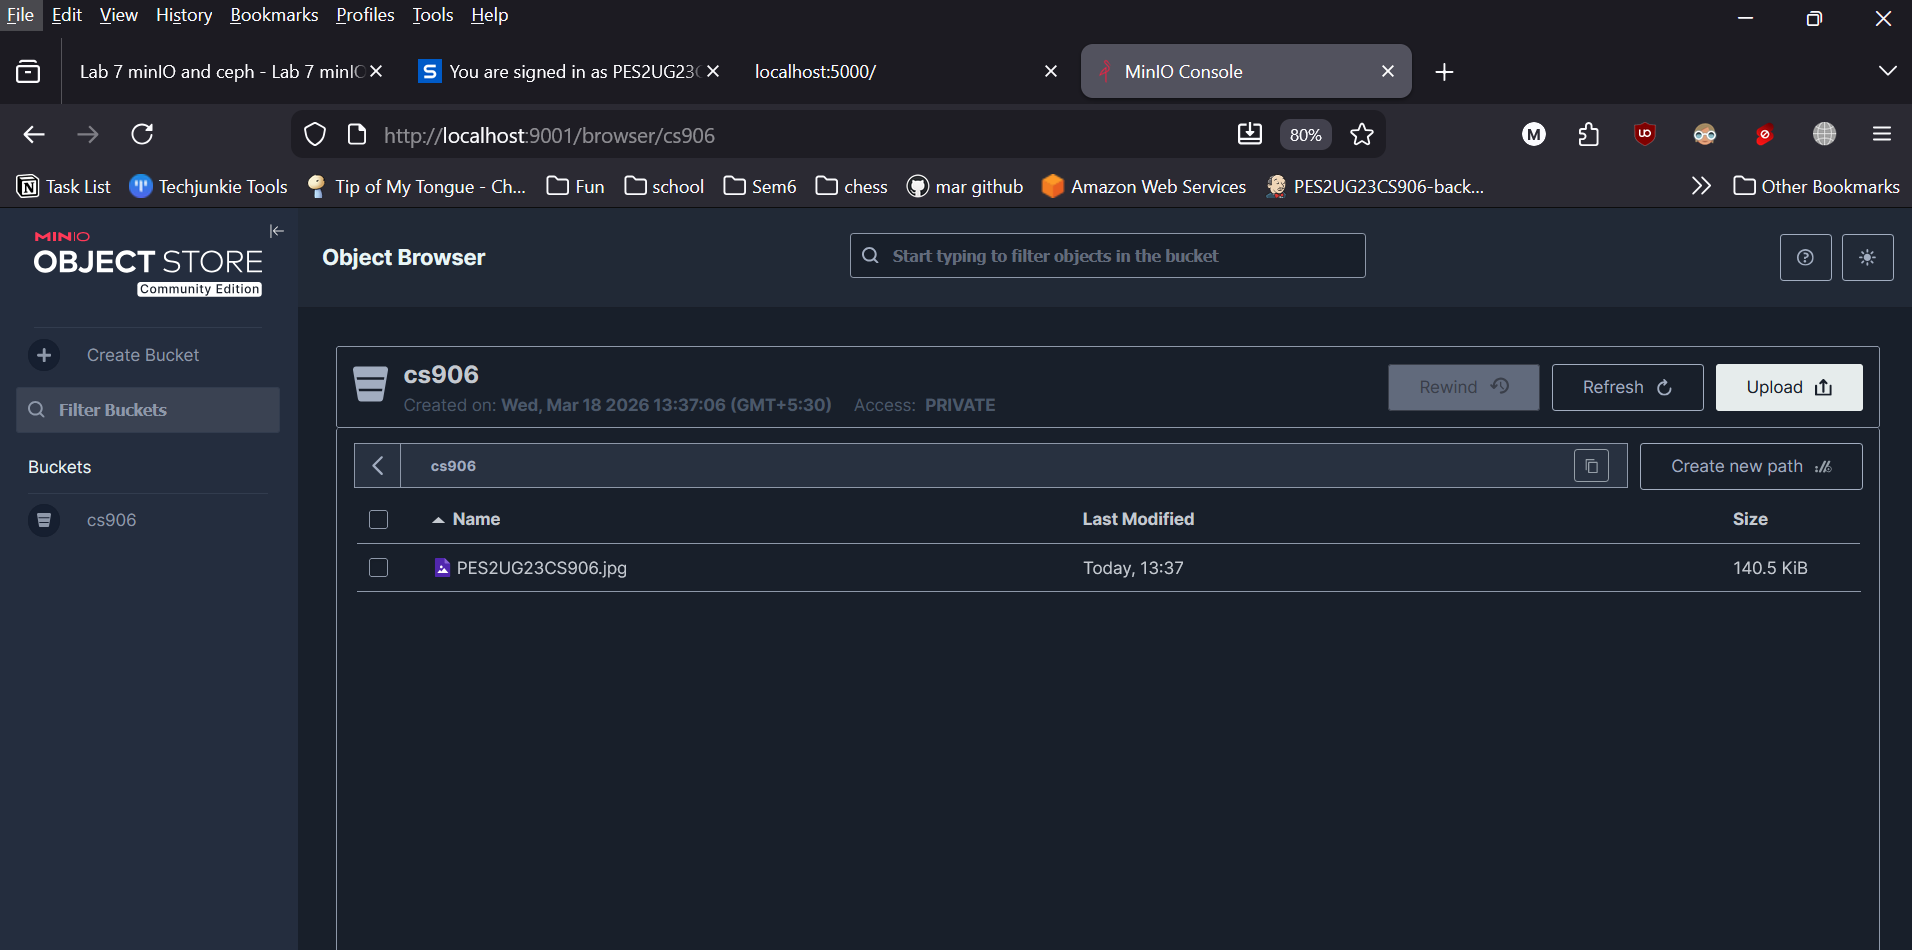 File Edit View History Bookmarks Profiles Tools Help
Lab 7 minIO and ceph - Lab 7 minIO
You are signed in as PES2UG23C
localhost:5000/
MinIO Console
http://localhost:9001/browser/cs906
80%
M
Task List
Techjunkie Tools
Tip of My Tongue - Ch...
Fun
school
Sem6
chess
mar github
Amazon Web Services
PES2UG23CS906-back...
Other Bookmarks
MINIO
OBJECT STORE
Community Edition
Create Bucket
Filter Buckets
Buckets
cs906
Object Browser
Start typing to filter objects in the bucket
cs906
Created on: Wed, Mar 18 2026 13:37:06 (GMT+5:30) Access: PRIVATE
Rewind
Refresh
Upload
cs906
Create new path
Name Last Modified Size
PES2UG23CS906.jpg Today, 13:37 140.5 KiB